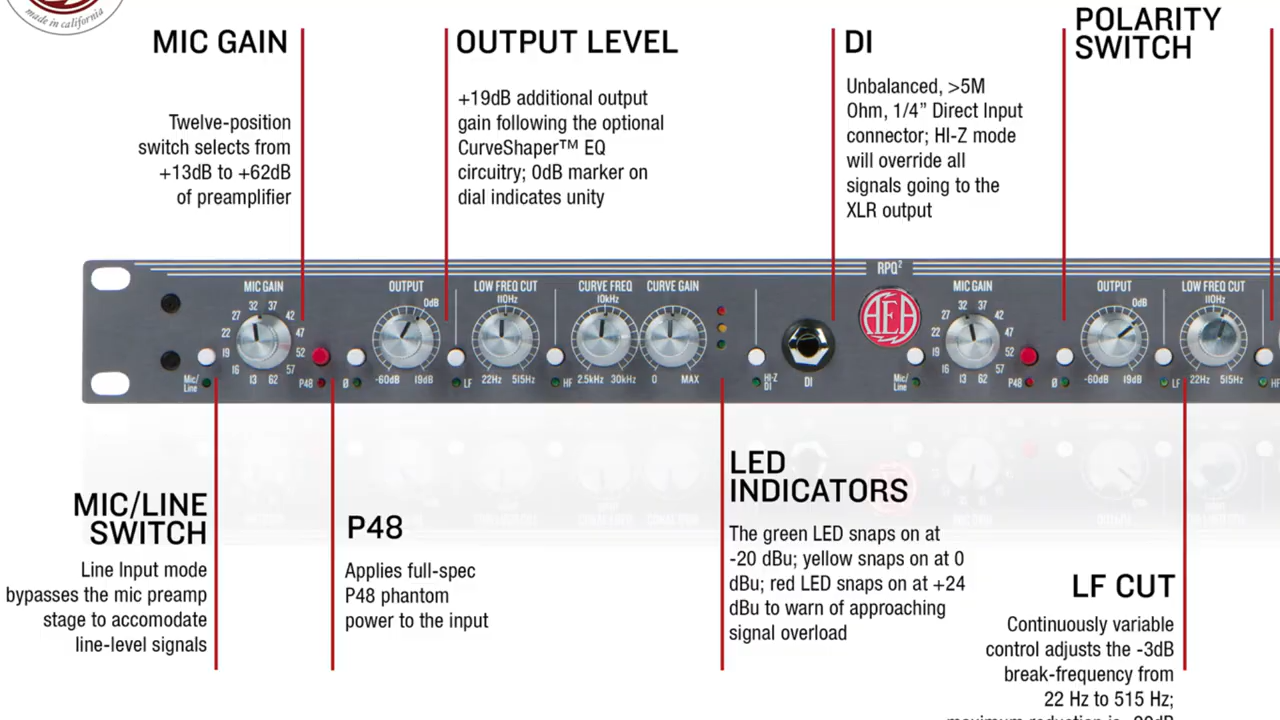 made in california
MIC GAIN
Twelve-position
switch selects from
+13dB to +62dB
of preamplifier
OUTPUT LEVEL
+19dB additional output
gain following the optional
CurveShaper™ EQ
circuitry; 0dB marker on
dial indicates unity
DI
Unbalanced, >5M
Ohm, 1/4” Direct Input
connector; HI-Z mode
will override all
signals going to the
XLR output
POLARITY
SWITCH
RPQ²
MIC GAIN
32 37
27 42
22 47
19 52
16 57
13 62
Mic/
Line
P48
OUTPUT
0dB
Ø
-60dB 19dB
LOW FREQ CUT
110Hz
LF
22Hz 515Hz
CURVE FREQ
10kHz
HF
2.5kHz 30kHz
CURVE GAIN
0 MAX
HI-Z
DI
DI
AEA
MIC GAIN
32 37
27 42
22 47
19 52
16 57
13 62
Mic/
Line
P48
OUTPUT
0dB
Ø
-60dB 19dB
LOW FREQ CUT
110Hz
LF
22Hz 515Hz
HF
MIC/LINE
SWITCH
Line Input mode
bypasses the mic preamp
stage to accomodate
line-level signals
P48
Applies full-spec
P48 phantom
power to the input
LED
INDICATORS
The green LED snaps on at
-20 dBu; yellow snaps on at 0
dBu; red LED snaps on at +24
dBu to warn of approaching
signal overload
LF CUT
Continuously variable
control adjusts the -3dB
break-frequency from
22 Hz to 515 Hz;
maximum reduction is